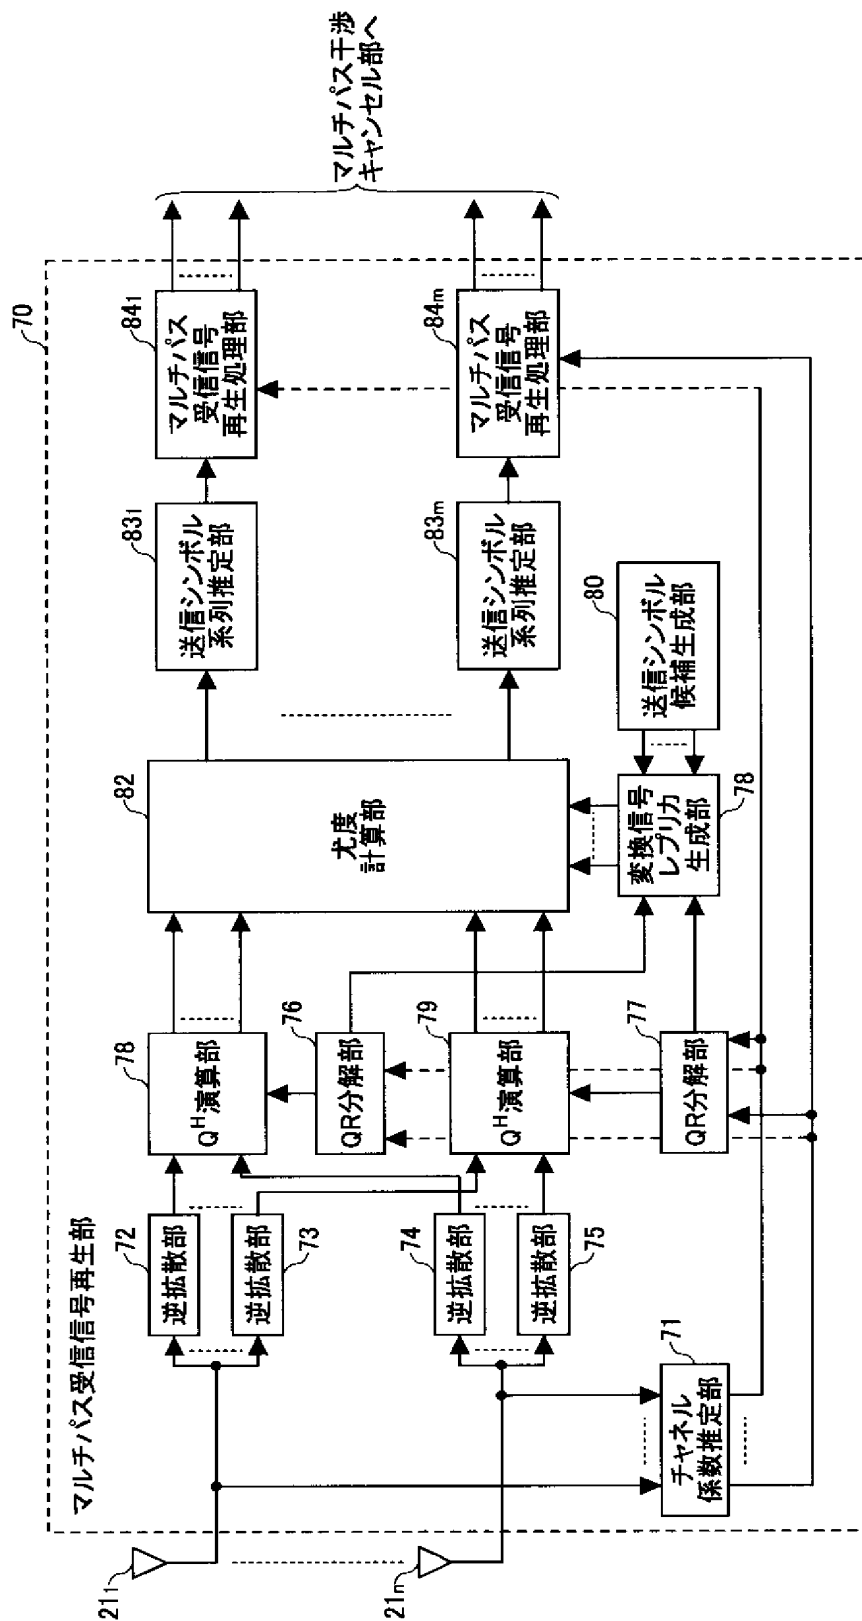 70
マルチパス受信信号再生部
マルチパス干渉
キャンセル部へ
21₁
21ₙ
72
逆拡散部
73
逆拡散部
74
逆拡散部
75
逆拡散部
71
チャネル
係数推定部
78
Qᴴ演算部
76
QR分解部
79
Qᴴ演算部
77
QR分解部
82
尤度
計算部
78
変換信号
レプリカ
生成部
80
送信シンボル
候補生成部
83₁
送信シンボル
系列推定部
83ₘ
送信シンボル
系列推定部
84₁
マルチパス
受信信号
再生処理部
84ₘ
マルチパス
受信信号
再生処理部